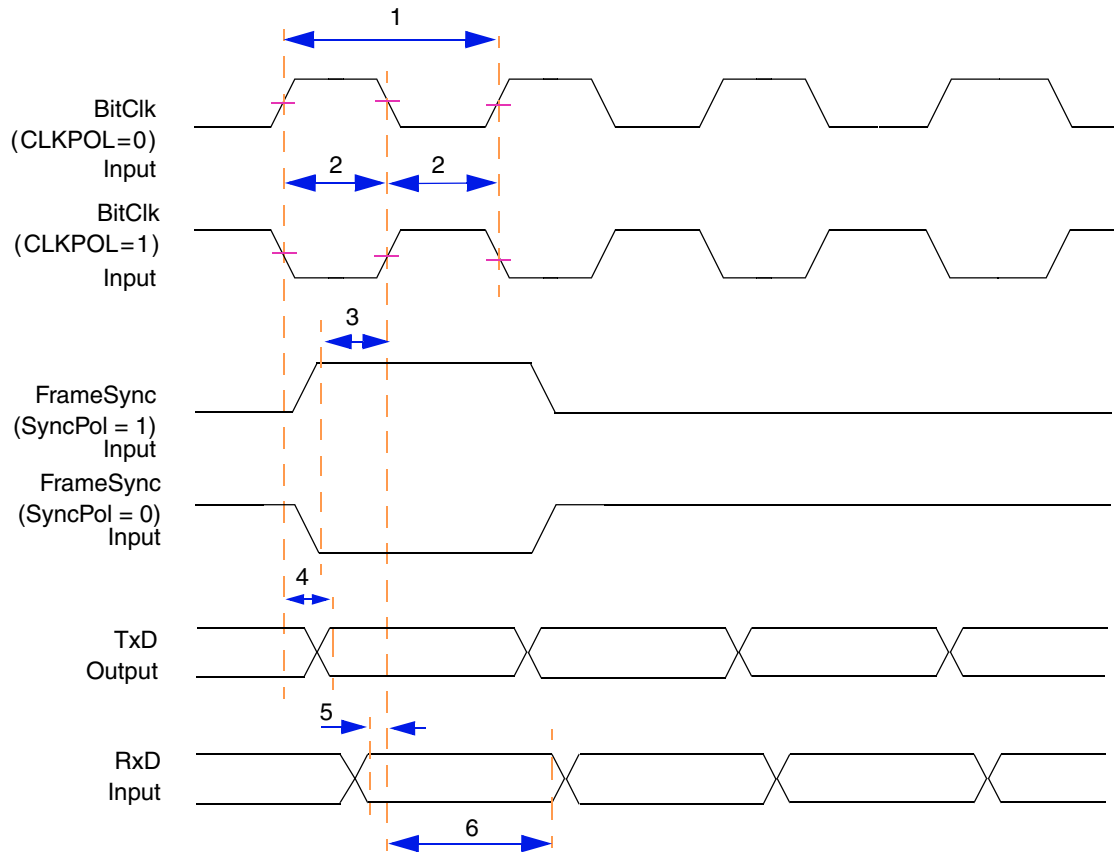 1
BitClk
(CLKPOL=0)
Input
2
2
BitClk
(CLKPOL=1)
Input
3
FrameSync
(SyncPol = 1)
Input
FrameSync
(SyncPol = 0)
Input
4
TxD
Output
5
RxD
Input
6